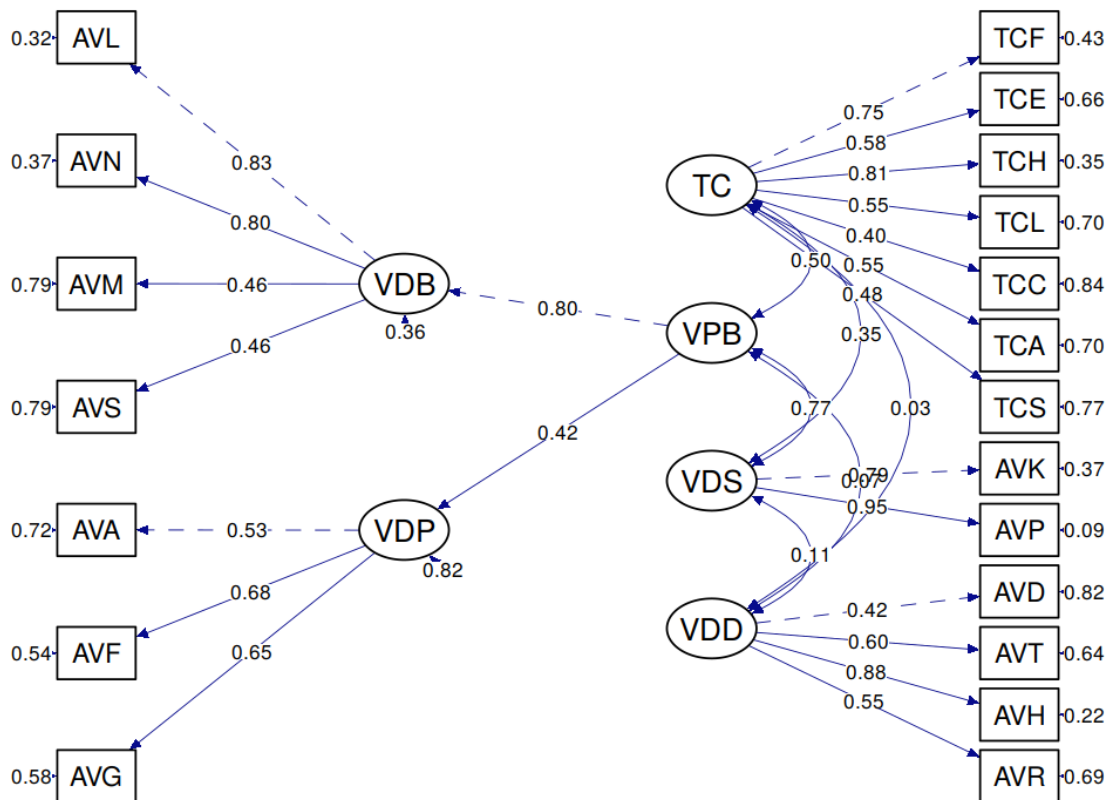 0.32 AVL
TCF 0.43
TCE 0.66
0.75
0.58
0.37 AVN
0.83
TC
0.81
TCH 0.35
0.55
TCL 0.70
0.80
0.40
0.50
0.55
TCC 0.84
0.79 AVM
0.46
VDB
0.48
0.36
0.80
VPB
0.35
TCA 0.70
0.46
0.79 AVS
0.77
0.03
TCS 0.77
0.42
VDS
0.79
0.07
AVK 0.37
0.95
0.72 AVA
0.53
VDP
AVP 0.09
0.11
0.82
0.68
AVD 0.82
0.42
VDD
0.60
0.54 AVF
0.65
AVT 0.64
0.88
0.55
AVH 0.22
0.58 AVG
AVR 0.69